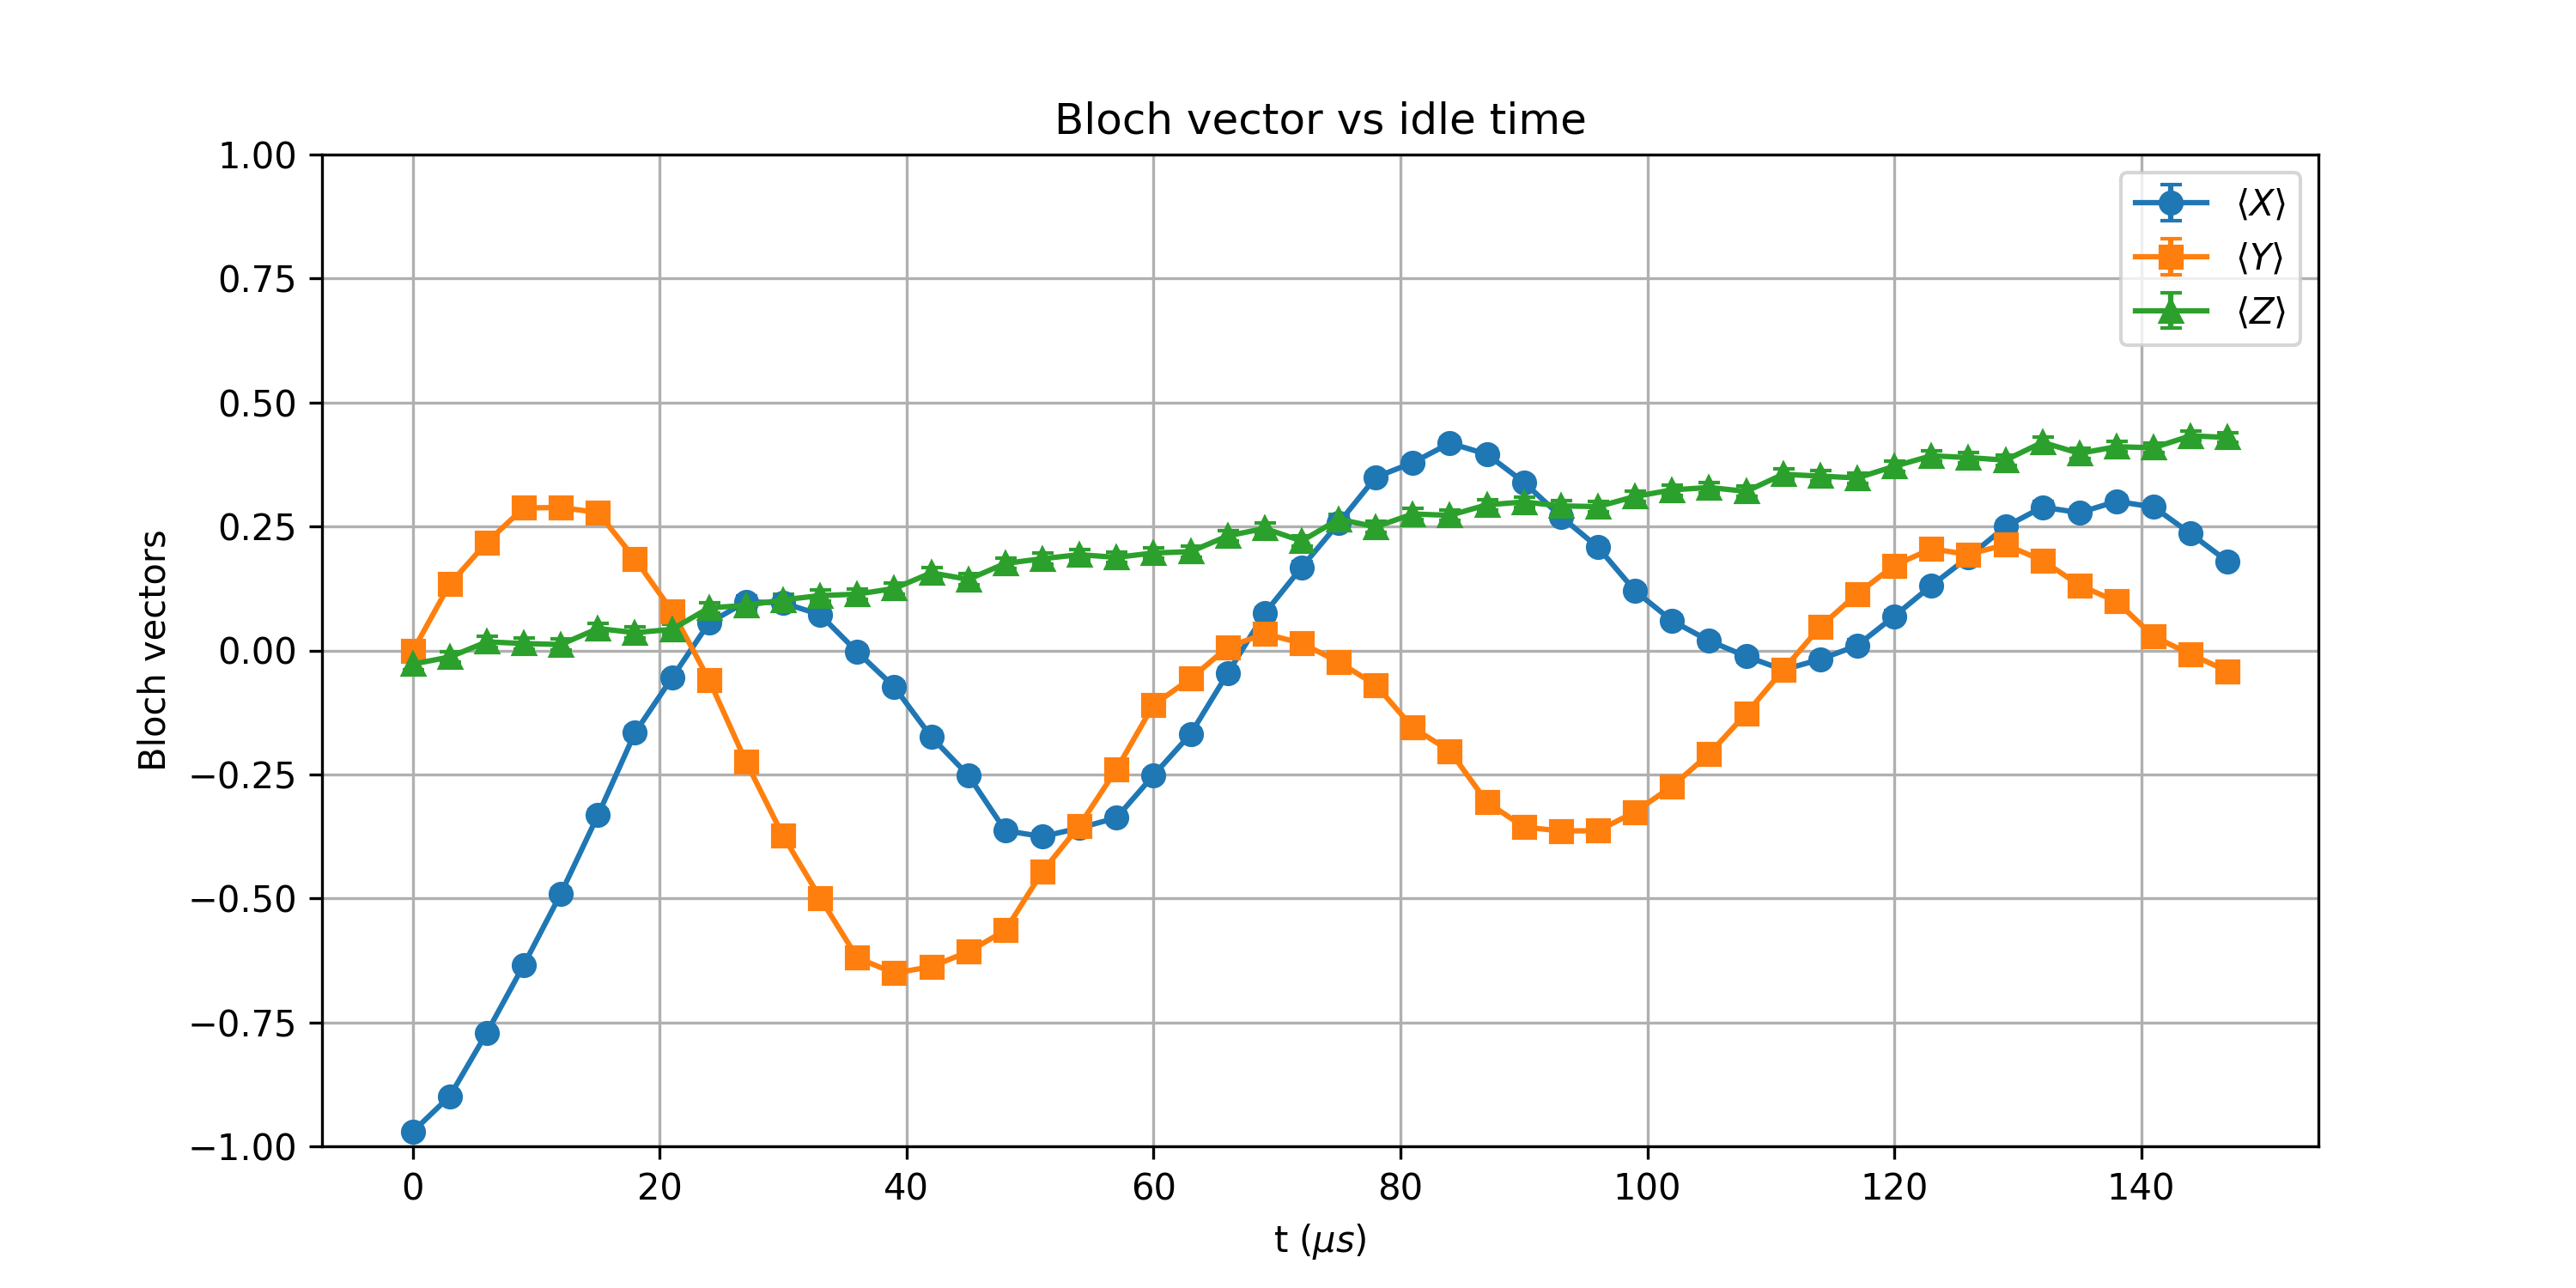 Bloch vector vs idle time
1.00
0.75
0.50
0.25
0.00
−0.25
−0.50
−0.75
−1.00
Bloch vectors
⟨X⟩
⟨Y⟩
⟨Z⟩
0 20 40 60 80 100 120 140
t (μs)